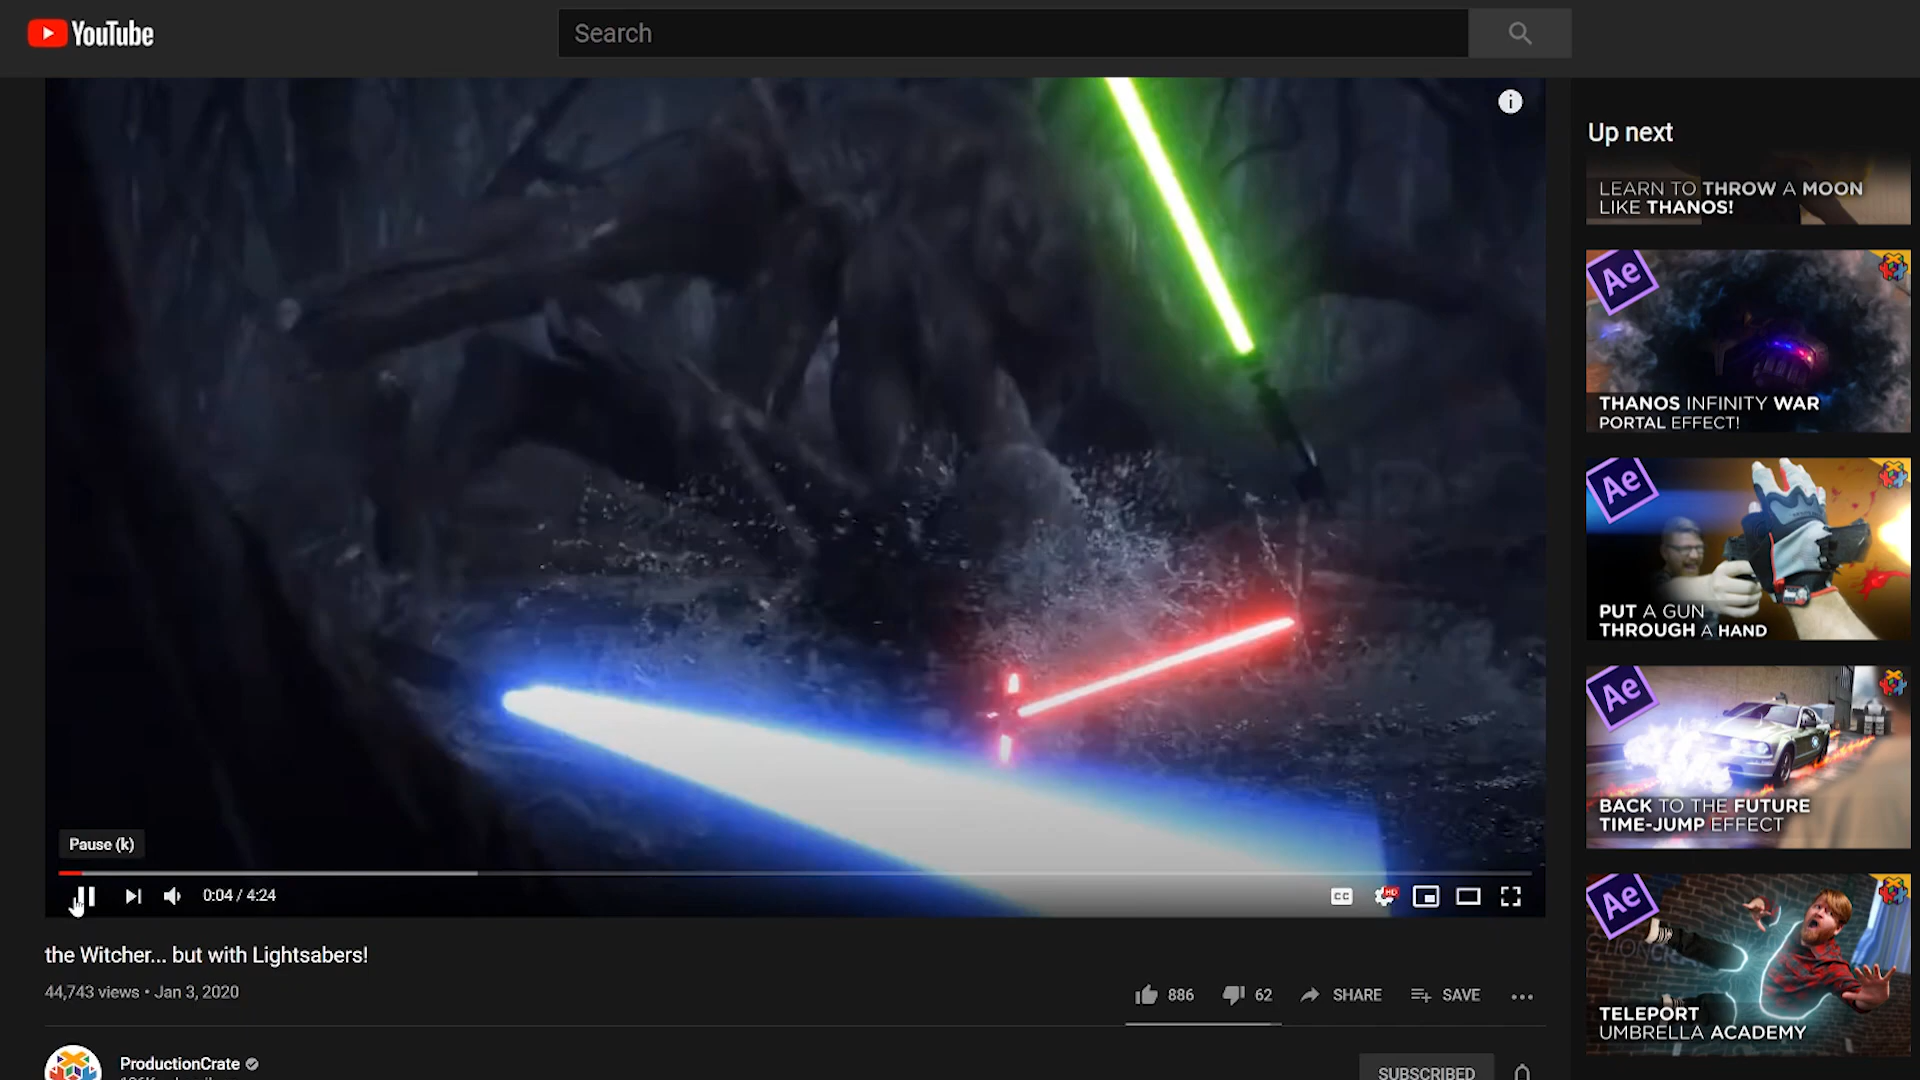 YouTube
Search
Up next
LEARN TO THROW A MOON
LIKE THANOS!
Ae
THANOS INFINITY WAR
PORTAL EFFECT!
Ae
PUT A GUN
THROUGH A HAND
Ae
BACK TO THE FUTURE
TIME-JUMP EFFECT
Ae
TELEPORT
UMBRELLA ACADEMY
Pause (k)
0:04 / 4:24
CC
HD
the Witcher... but with Lightsabers!
44,743 views • Jan 3, 2020
886
62
SHARE
SAVE
ProductionCrate
SUBSCRIBED